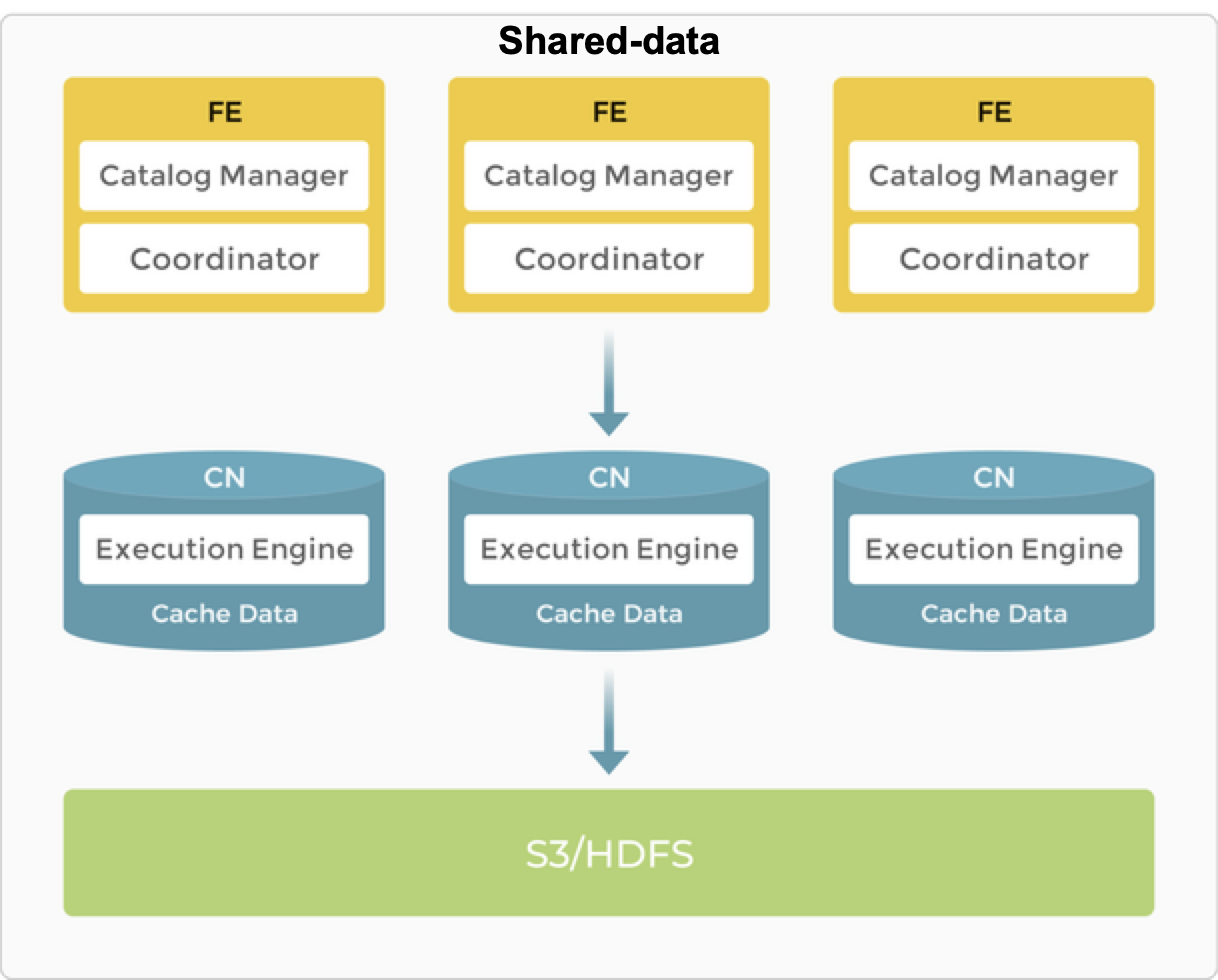 Shared-data
FE
FE
FE
Catalog Manager
Catalog Manager
Catalog Manager
Coordinator
Coordinator
Coordinator
CN
CN
CN
Execution Engine
Execution Engine
Execution Engine
Cache Data
Cache Data
Cache Data
S3/HDFS